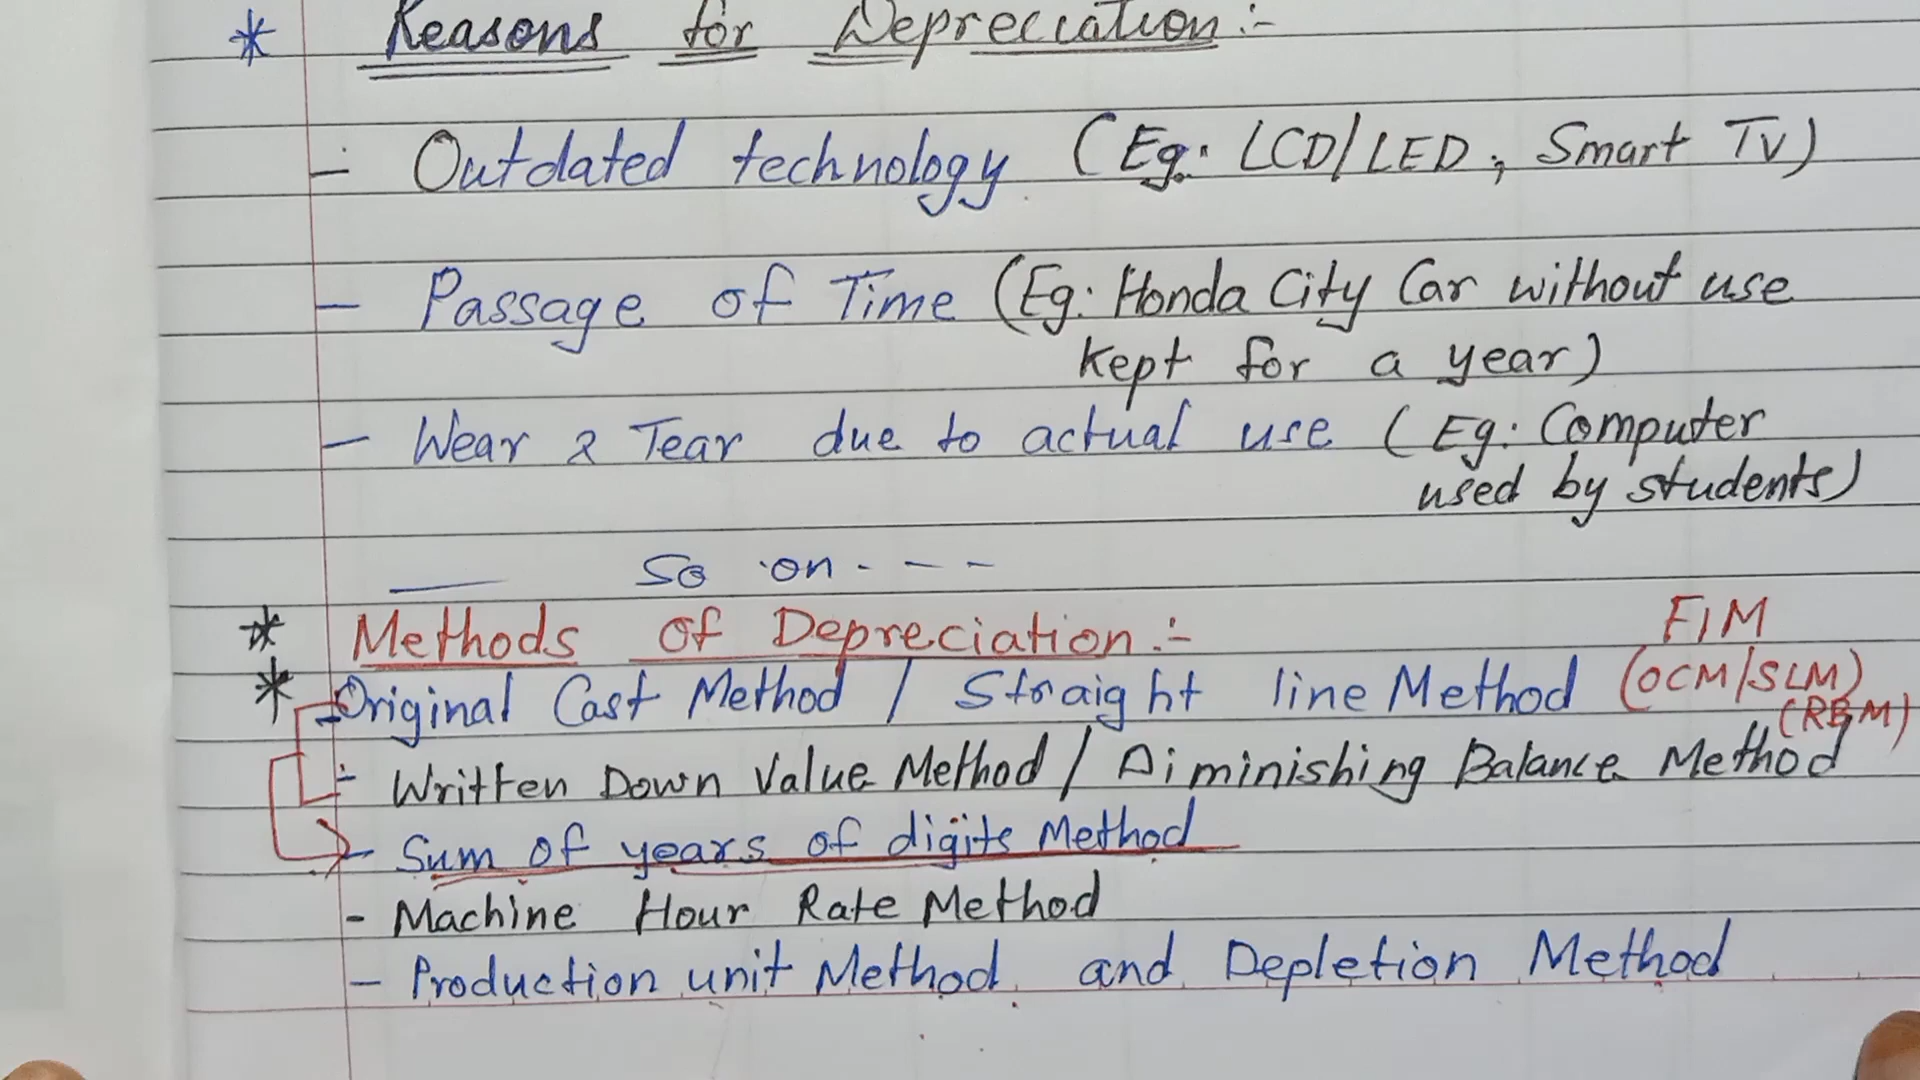 * Reasons for Depreciation :-
- Outdated technology (Eg: LCD/LED, Smart TV)
- Passage of Time (Eg: Honda City Car without use
kept for a year)
- Wear & Tear due to actual use (Eg: Computer
used by students)
— So on - - -
* Methods of Depreciation :-
FIM
* - Original Cast Method / Straight line Method (OCM/SLM)
(RBM)
- Written Down Value Method / Diminishing Balance Method
- Sum of years of digits Method
- Machine Hour Rate Method
- Production unit Method and Depletion Method